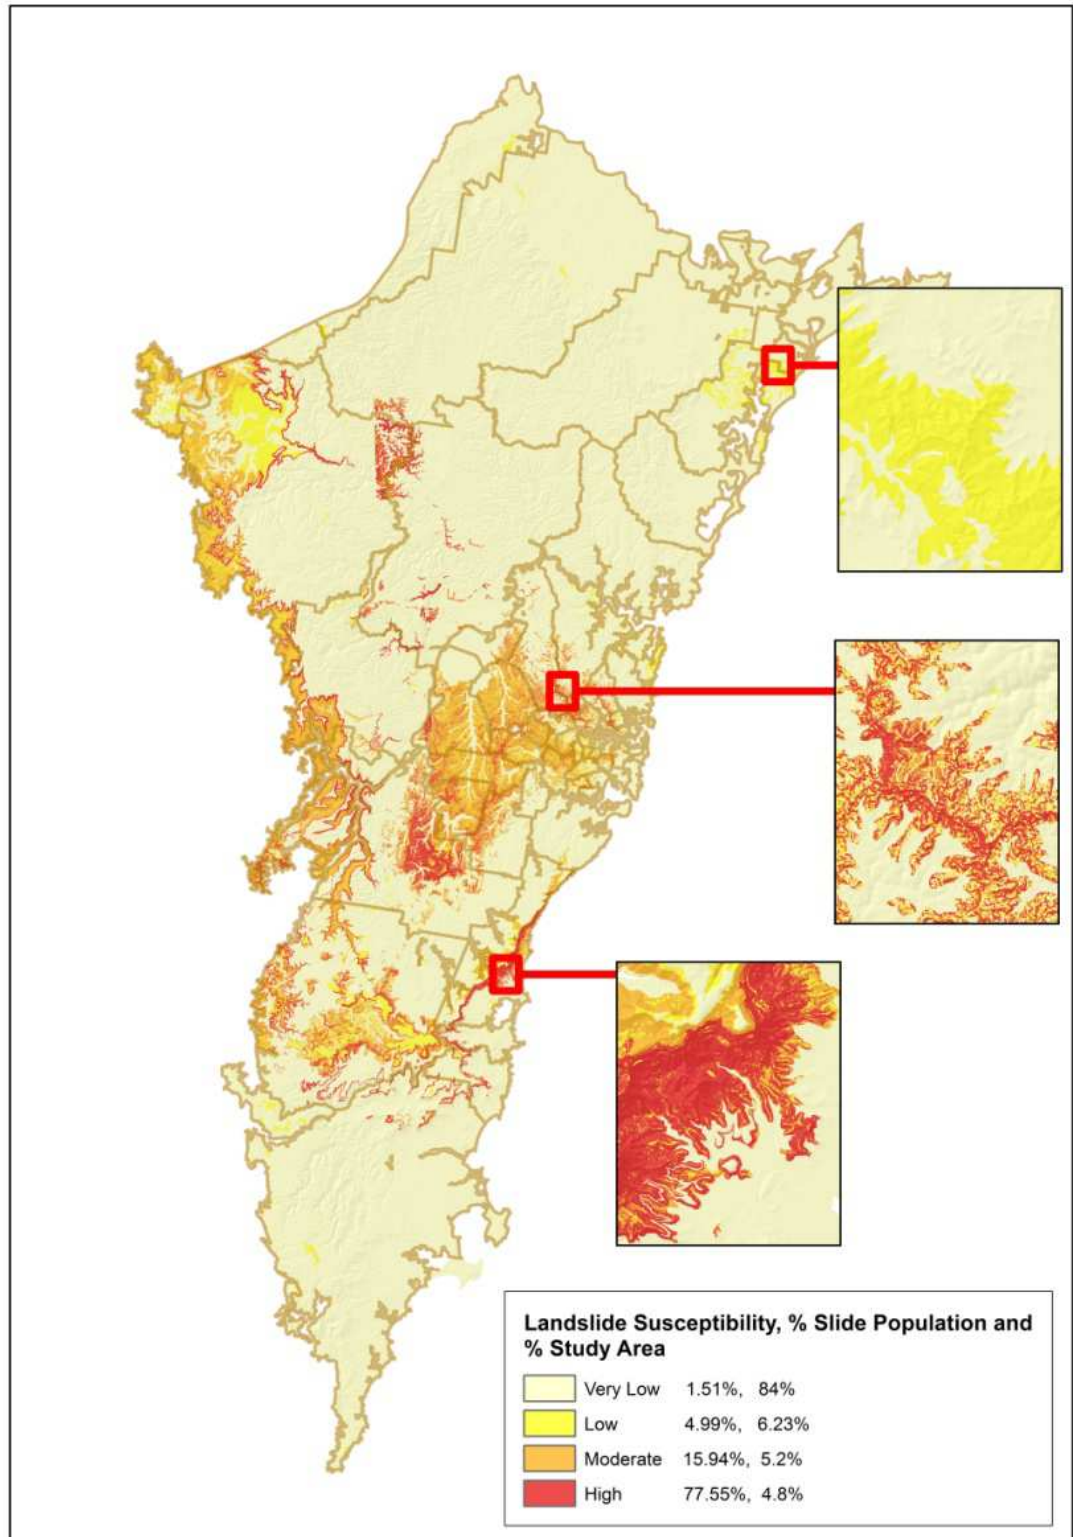 Landslide Susceptibility, % Slide Population and
% Study Area
Very Low 1.51%, 84%
Low 4.99%, 6.23%
Moderate 15.94%, 5.2%
High 77.55%, 4.8%